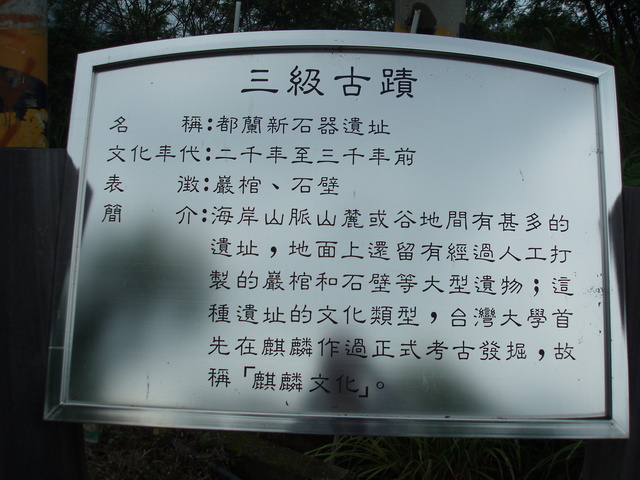 三級古蹟
名 稱:都蘭新石器遺址
文化年代:二千年至三千年前
表 徵:巖棺、石壁
簡 介:海岸山脈山麓或谷地間有甚多的
遺址，地面上還留有經過人工打
製的巖棺和石壁等大型遺物；這
種遺址的文化類型，台灣大學首
先在麒麟作過正式考古發掘，故
稱「麒麟文化」。